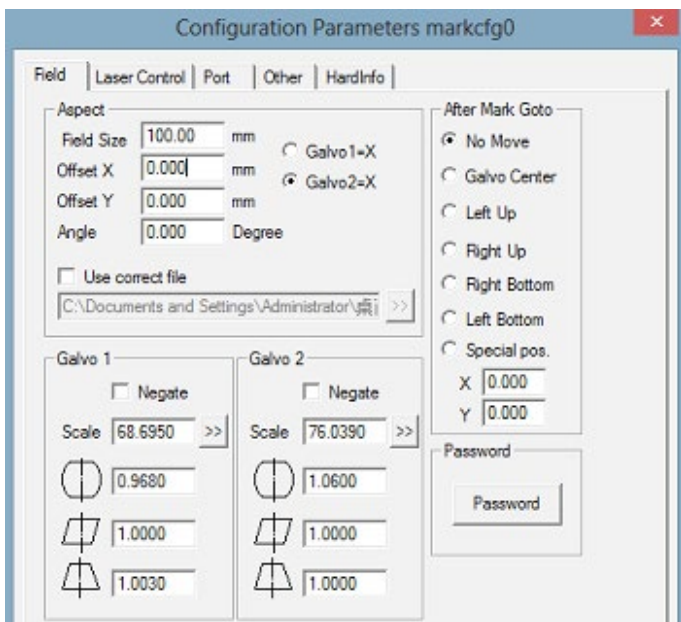 Configuration Parameters markcfg0
×
Field
Laser Control
Port
Other
HardInfo
Aspect
Field Size 100.00 mm
Offset X 0.000 mm
Offset Y 0.000 mm
Angle 0.000 Degree
Galvo1=X
Galvo2=X
Use correct file
C:\Documents and Settings\Administrator\桌 >>
Galvo 1
Negate
Scale 68.6950 >>
0.9680
1.0000
1.0030
Galvo 2
Negate
Scale 76.0390 >>
1.0600
1.0000
1.0000
After Mark Goto
No Move
Galvo Center
Left Up
Right Up
Right Bottom
Left Bottom
Special pos.
X 0.000
Y 0.000
Password
Password